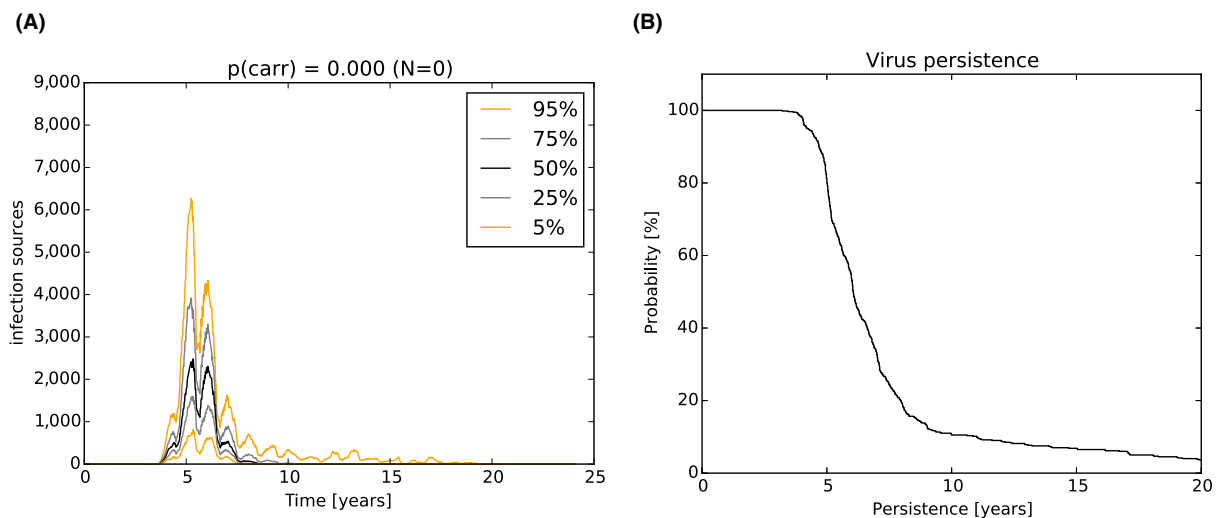 (A)
p(carr) = 0.000 (N=0)
9,000
8,000
7,000
6,000
5,000
4,000
3,000
2,000
1,000
0
infection sources
95%
75%
50%
25%
5%
0 5 10 15 20 25
Time [years]
(B)
Virus persistence
100
80
60
40
20
0
Probability [%]
0 5 10 15 20
Persistence [years]